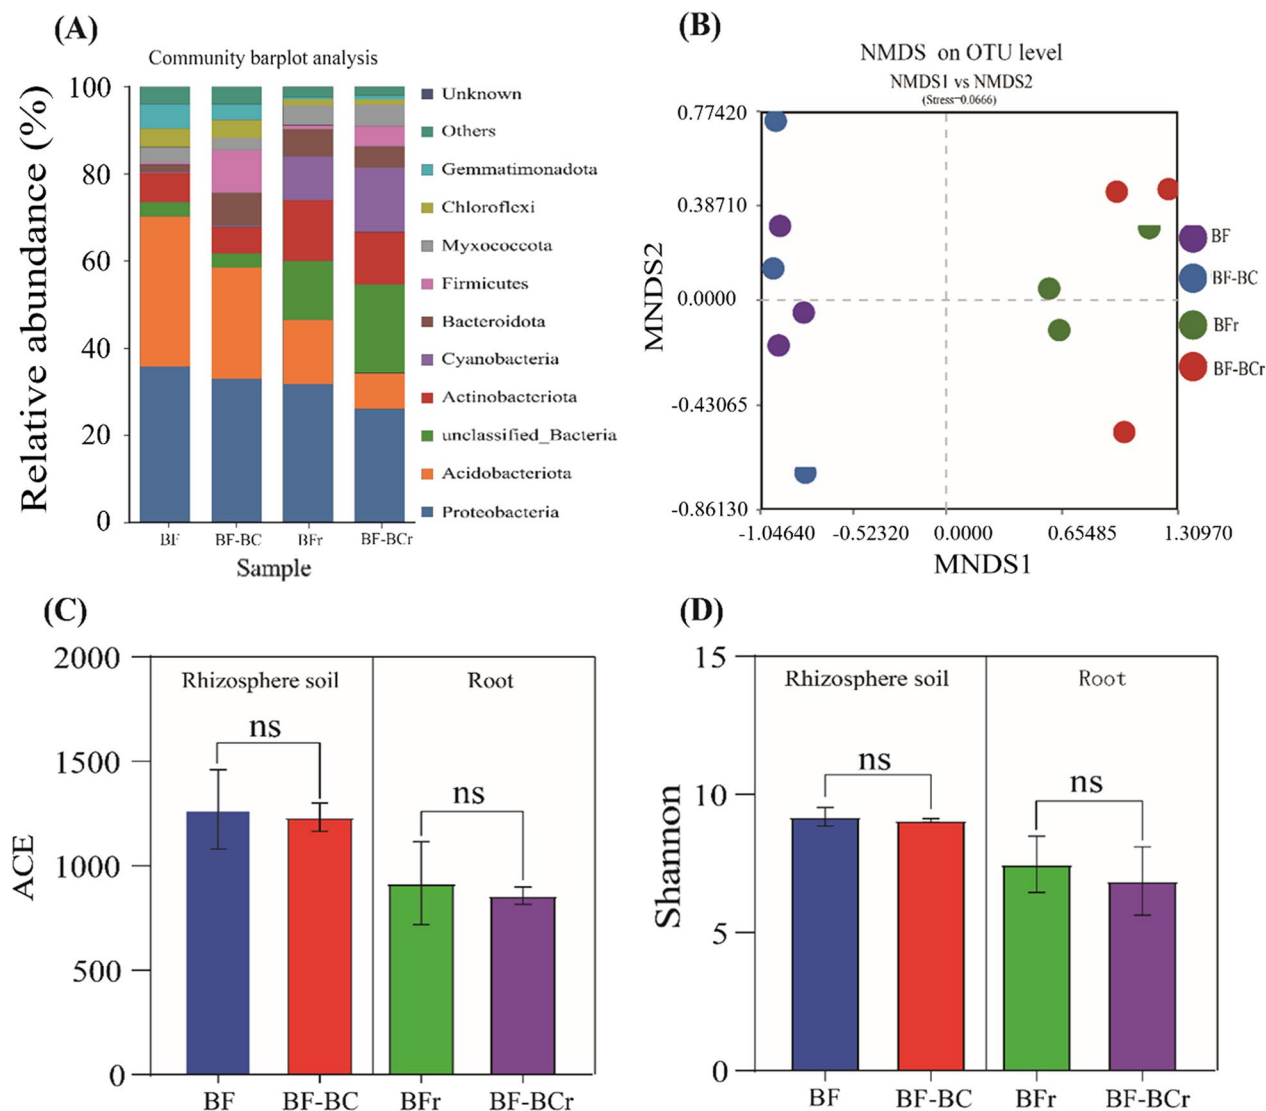 (A)
Community barplot analysis
Relative abundance (%)
100
80
60
40
20
0
BF
BF-BC
BFr
BF-BCr
Sample
Unknown
Others
Gemmatimonadota
Chloroflexi
Myxococcota
Firmicutes
Bacteroidota
Cyanobacteria
Actinobacteriota
unclassified_Bacteria
Acidobacteriota
Proteobacteria
(B)
NMDS on OTU level
NMDS1 vs NMDS2
(Stress=0.0666)
MNDS2
0.77420
0.38710
0.0000
-0.43065
-0.86130
-1.04640
-0.52320
0.0000
0.65485
1.30970
MNDS1
BF
BF-BC
BFr
BF-BCr
(C)
ACE
2000
1500
1000
500
0
Rhizosphere soil
Root
ns
ns
BF
BF-BC
BFr
BF-BCr
(D)
Shannon
15
10
5
0
Rhizosphere soil
Root
ns
ns
BF
BF-BC
BFr
BF-BCr